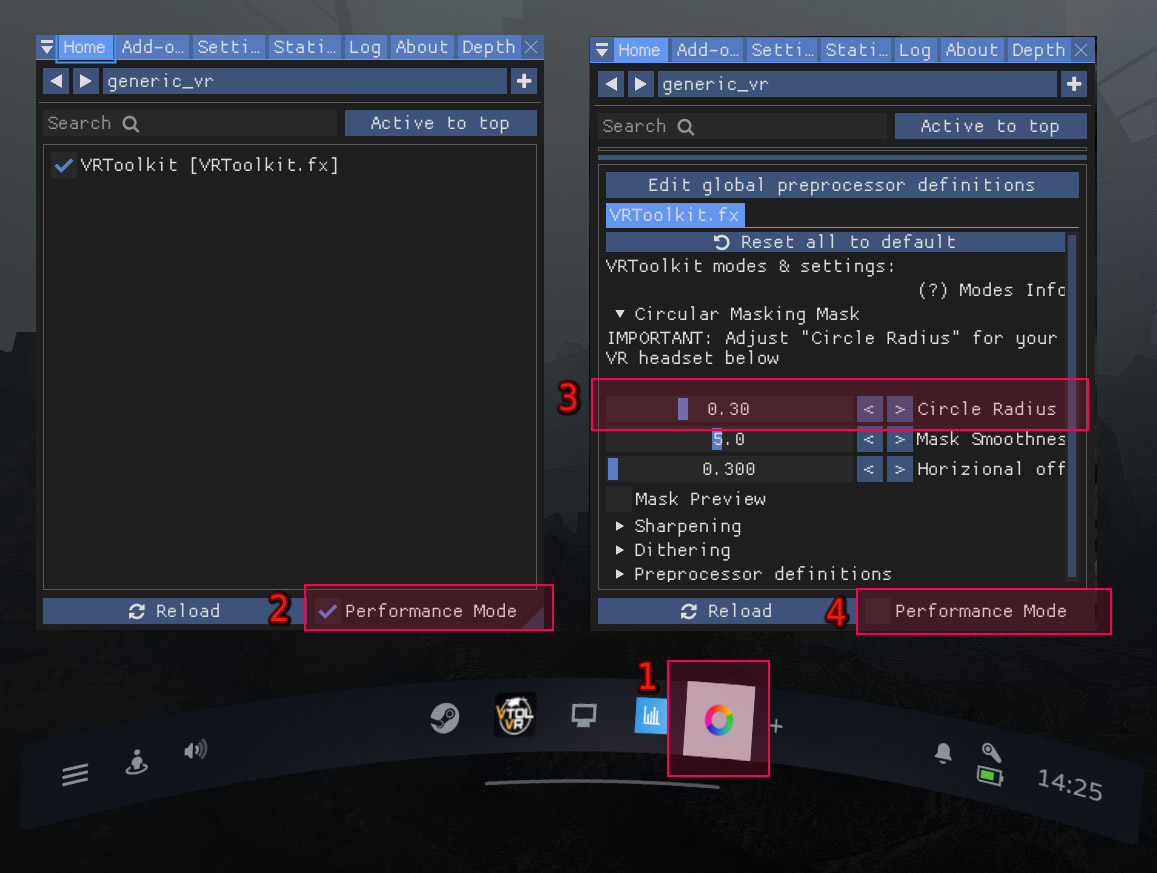 Home Add-o… Setti… Stati… Log About Depth
generic_vr
Search Active to top
VRToolkit [VRToolkit.fx]
2 Reload Performance Mode
Home Add-o… Setti… Stati… Log About Depth
generic_vr
Search Active to top
Edit global preprocessor definitions
VRToolkit.fx
Reset all to default
VRToolkit modes & settings:
(?) Modes Info
Circular Masking Mask
IMPORTANT: Adjust "Circle Radius" for your
VR headset below
3 0.30 < > Circle Radius
5.0 < > Mask Smoothnes
0.300 < > Horizional off
Mask Preview
Sharpening
Dithering
Preprocessor definitions
Reload 4 Performance Mode
1
VTOL
VR
14:25